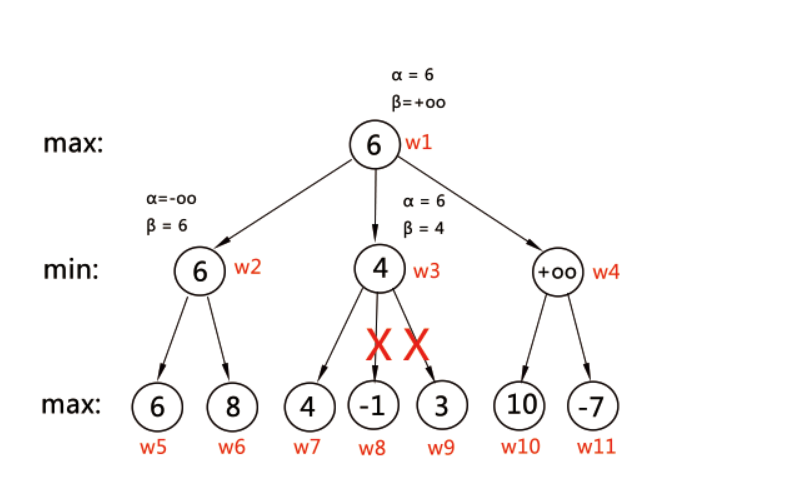 α = 6
β=+oo
max: 6 w1
α=-oo
β = 6
α = 6
β = 4
min: 6 w2 4 w3 +oo w4
X X
max: 6 8 4 -1 3 10 -7
w5 w6 w7 w8 w9 w10 w11